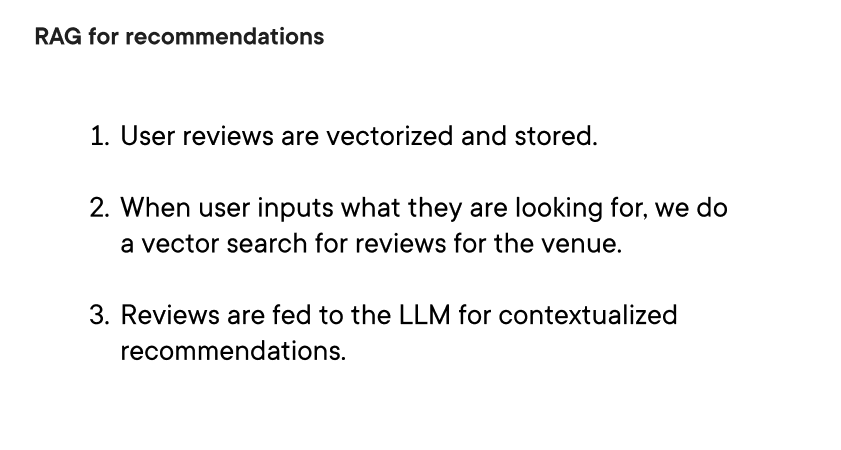 RAG for recommendations
1. User reviews are vectorized and stored.
2. When user inputs what they are looking for, we do
a vector search for reviews for the venue.
3. Reviews are fed to the LLM for contextualized
recommendations.